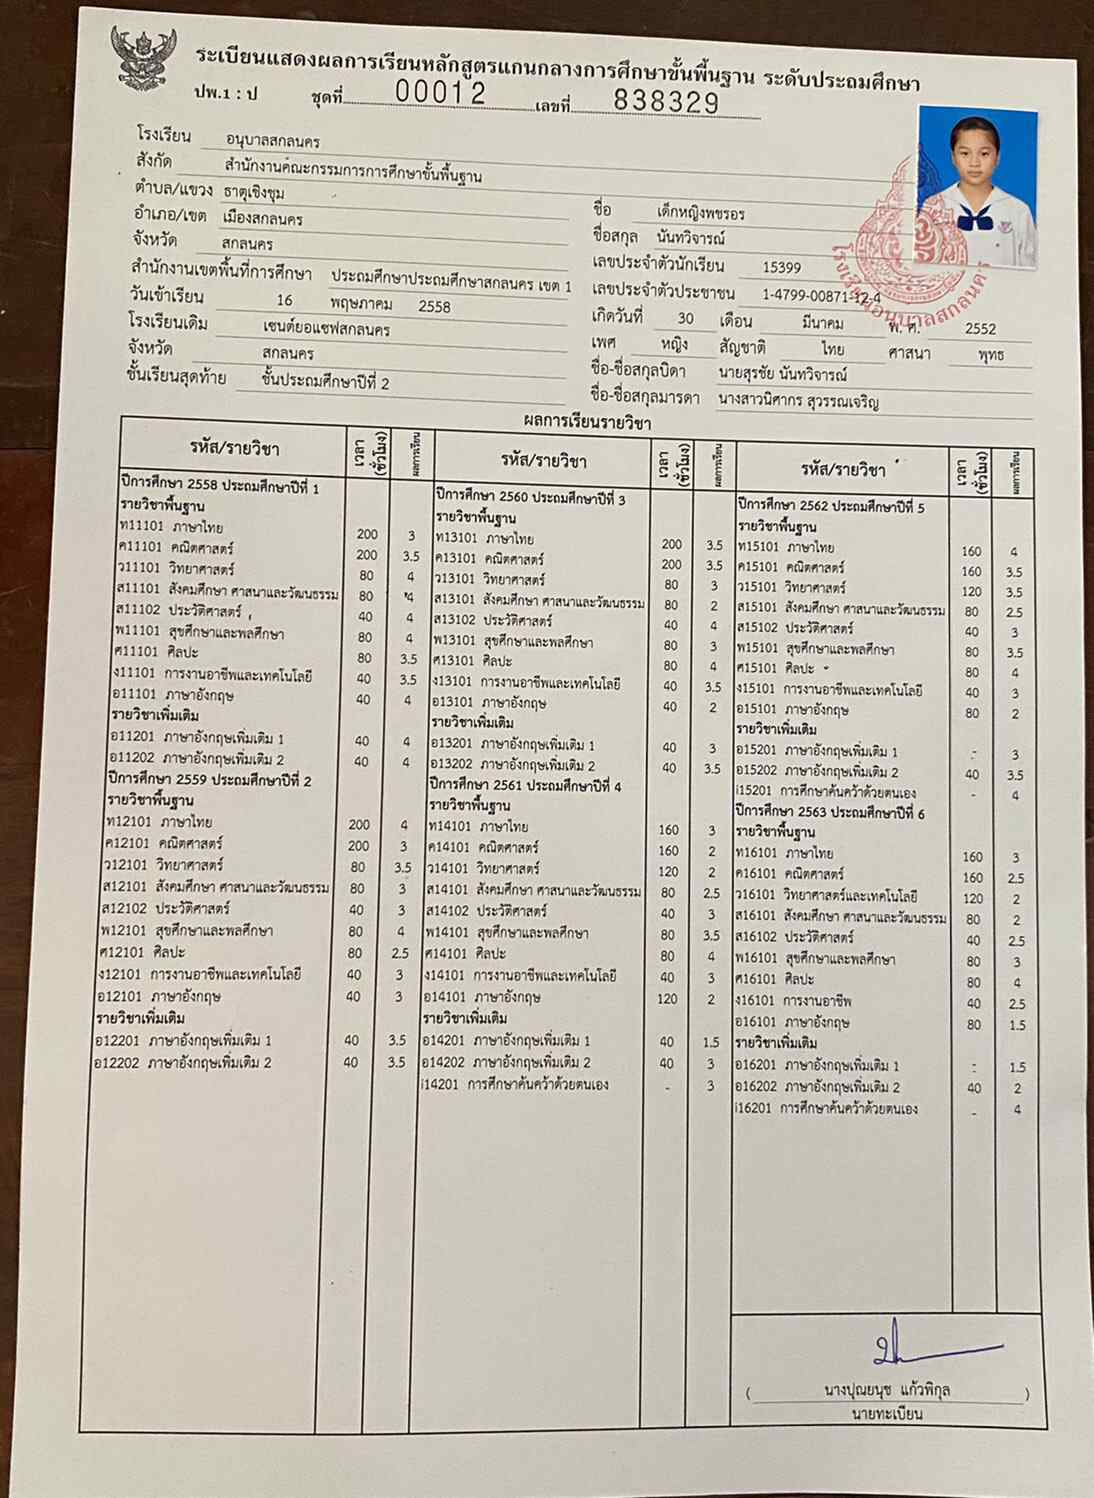 ระเบียนแสดงผลการเรียนหลักสูตรแกนกลางการศึกษาขั้นพื้นฐาน ระดับประถมศึกษา
ปพ.1 : ป ชุดที่ 00012 เลขที่ 838329
โรงเรียน อนุบาลสกลนคร
สังกัด สำนักงานคณะกรรมการการศึกษาขั้นพื้นฐาน
ตำบล/แขวง ธาตุเชิงชุม
อำเภอ/เขต เมืองสกลนคร
จังหวัด สกลนคร
สำนักงานเขตพื้นที่การศึกษา ประถมศึกษาประถมศึกษาสกลนคร เขต 1
วันเข้าเรียน 16 พฤษภาคม 2558
โรงเรียนเดิม เซนต์ยอแซฟสกลนคร
จังหวัด สกลนคร
ชั้นเรียนสุดท้าย ชั้นประถมศึกษาปีที่ 2
ชื่อ เด็กหญิงพชรอร
ชื่อสกุล นันทวิจารณ์
เลขประจำตัวนักเรียน 15399
เลขประจำตัวประชาชน 1-4799-00871-12-4
เกิดวันที่ 30 เดือน มีนาคม พ.ศ. 2552
เพศ หญิง สัญชาติ ไทย ศาสนา พุทธ
ชื่อ-ชื่อสกุลบิดา นายสุรชัย นันทวิจารณ์
ชื่อ-ชื่อสกุลมารดา นางสาวนิศากร สุวรรณเจริญ
โรงเรียนอนุบาลสกลนคร
ผลการเรียนรายวิชา
รหัส/รายวิชา เวลา (ชั่วโมง) ผลการเรียน
ปีการศึกษา 2558 ประถมศึกษาปีที่ 1
รายวิชาพื้นฐาน
ท11101 ภาษาไทย 200 3
ค11101 คณิตศาสตร์ 200 3.5
ว11101 วิทยาศาสตร์ 80 4
ส11101 สังคมศึกษา ศาสนาและวัฒนธรรม 80 4
ส11102 ประวัติศาสตร์ 40 4
พ11101 สุขศึกษาและพลศึกษา 80 4
ศ11101 ศิลปะ 80 3.5
ง11101 การงานอาชีพและเทคโนโลยี 40 3.5
อ11101 ภาษาอังกฤษ 40 4
รายวิชาเพิ่มเติม
อ11201 ภาษาอังกฤษเพิ่มเติม 1 40 4
อ11202 ภาษาอังกฤษเพิ่มเติม 2 40 4
ปีการศึกษา 2559 ประถมศึกษาปีที่ 2
รายวิชาพื้นฐาน
ท12101 ภาษาไทย 200 4
ค12101 คณิตศาสตร์ 200 3
ว12101 วิทยาศาสตร์ 80 3.5
ส12101 สังคมศึกษา ศาสนาและวัฒนธรรม 80 3
ส12102 ประวัติศาสตร์ 40 3
พ12101 สุขศึกษาและพลศึกษา 80 4
ศ12101 ศิลปะ 80 2.5
ง12101 การงานอาชีพและเทคโนโลยี 40 3
อ12101 ภาษาอังกฤษ 40 3
รายวิชาเพิ่มเติม
อ12201 ภาษาอังกฤษเพิ่มเติม 1 40 3.5
อ12202 ภาษาอังกฤษเพิ่มเติม 2 40 3.5
รหัส/รายวิชา เวลา (ชั่วโมง) ผลการเรียน
ปีการศึกษา 2560 ประถมศึกษาปีที่ 3
รายวิชาพื้นฐาน
ท13101 ภาษาไทย 200 3.5
ค13101 คณิตศาสตร์ 200 3.5
ว13101 วิทยาศาสตร์ 80 3
ส13101 สังคมศึกษา ศาสนาและวัฒนธรรม 80 2
ส13102 ประวัติศาสตร์ 40 4
พ13101 สุขศึกษาและพลศึกษา 80 3
ศ13101 ศิลปะ 80 4
ง13101 การงานอาชีพและเทคโนโลยี 40 3.5
อ13101 ภาษาอังกฤษ 40 2
รายวิชาเพิ่มเติม
อ13201 ภาษาอังกฤษเพิ่มเติม 1 40 3
อ13202 ภาษาอังกฤษเพิ่มเติม 2 40 3.5
ปีการศึกษา 2561 ประถมศึกษาปีที่ 4
รายวิชาพื้นฐาน
ท14101 ภาษาไทย 160 3
ค14101 คณิตศาสตร์ 160 2
ว14101 วิทยาศาสตร์ 120 2
ส14101 สังคมศึกษา ศาสนาและวัฒนธรรม 80 2.5
ส14102 ประวัติศาสตร์ 40 3
พ14101 สุขศึกษาและพลศึกษา 80 3.5
ศ14101 ศิลปะ 80 4
ง14101 การงานอาชีพและเทคโนโลยี 40 3
อ14101 ภาษาอังกฤษ 120 2
รายวิชาเพิ่มเติม
อ14201 ภาษาอังกฤษเพิ่มเติม 1 40 1.5
อ14202 ภาษาอังกฤษเพิ่มเติม 2 40 3
i14201 การศึกษาค้นคว้าด้วยตนเอง - 3
รหัส/รายวิชา เวลา (ชั่วโมง) ผลการเรียน
ปีการศึกษา 2562 ประถมศึกษาปีที่ 5
รายวิชาพื้นฐาน
ท15101 ภาษาไทย 160 4
ค15101 คณิตศาสตร์ 160 3.5
ว15101 วิทยาศาสตร์ 120 3.5
ส15101 สังคมศึกษา ศาสนาและวัฒนธรรม 80 2.5
ส15102 ประวัติศาสตร์ 40 3
พ15101 สุขศึกษาและพลศึกษา 80 3.5
ศ15101 ศิลปะ 80 4
ง15101 การงานอาชีพและเทคโนโลยี 40 3
อ15101 ภาษาอังกฤษ 80 2
รายวิชาเพิ่มเติม
อ15201 ภาษาอังกฤษเพิ่มเติม 1 - 3
อ15202 ภาษาอังกฤษเพิ่มเติม 2 40 3.5
i15201 การศึกษาค้นคว้าด้วยตนเอง - 4
ปีการศึกษา 2563 ประถมศึกษาปีที่ 6
รายวิชาพื้นฐาน
ท16101 ภาษาไทย 160 3
ค16101 คณิตศาสตร์ 160 2.5
ว16101 วิทยาศาสตร์และเทคโนโลยี 120 2
ส16101 สังคมศึกษา ศาสนาและวัฒนธรรม 80 2
ส16102 ประวัติศาสตร์ 40 2.5
พ16101 สุขศึกษาและพลศึกษา 80 3
ศ16101 ศิลปะ 80 4
ง16101 การงานอาชีพ 40 2.5
อ16101 ภาษาอังกฤษ 80 1.5
รายวิชาเพิ่มเติม
อ16201 ภาษาอังกฤษเพิ่มเติม 1 - 1.5
อ16202 ภาษาอังกฤษเพิ่มเติม 2 40 2
i16201 การศึกษาค้นคว้าด้วยตนเอง - 4
( นางปุณยนุช แก้วพิกุล )
นายทะเบียน